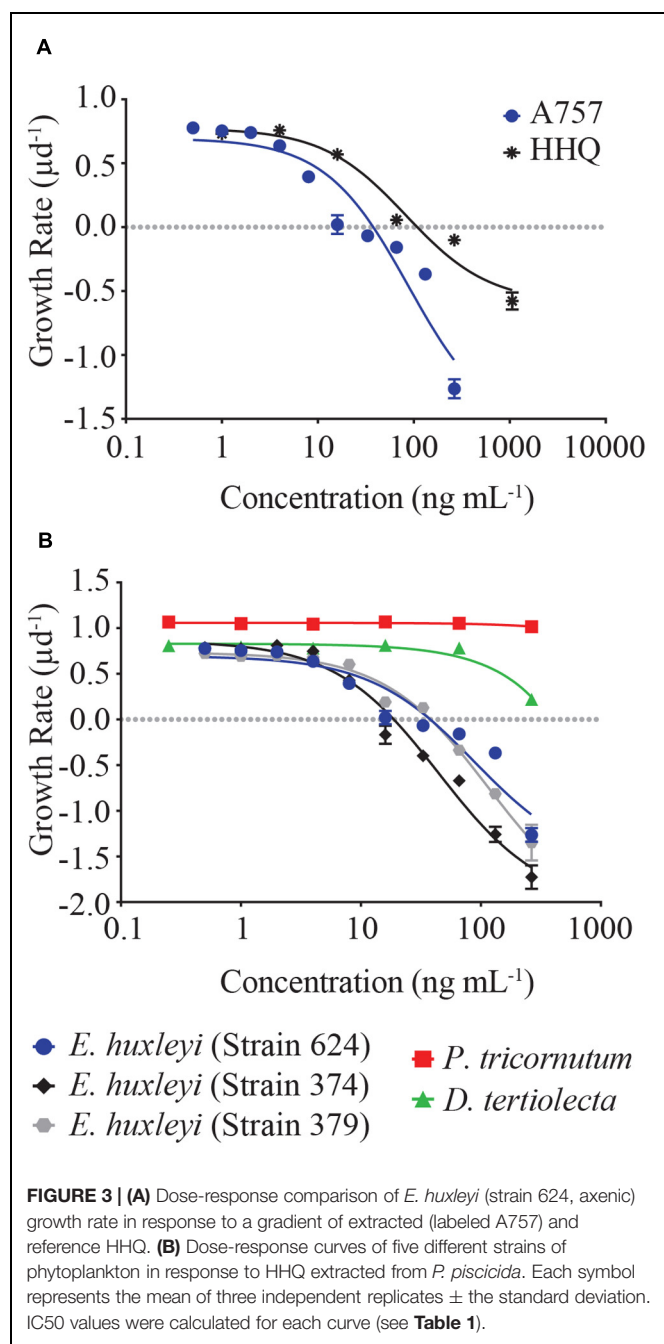 A
1.0
0.5
0.0
-0.5
-1.0
-1.5
Growth Rate (µd⁻¹)
A757
HHQ
0.1 1 10 100 1000 10000
Concentration (ng mL⁻¹)
B
1.5
1.0
0.5
0.0
-0.5
-1.0
-1.5
-2.0
Growth Rate (µd⁻¹)
0.1 1 10 100 1000
Concentration (ng mL⁻¹)
E. huxleyi (Strain 624)
E. huxleyi (Strain 374)
E. huxleyi (Strain 379)
P. tricornutum
D. tertiolecta
FIGURE 3 | (A) Dose-response comparison of E. huxleyi (strain 624, axenic)
growth rate in response to a gradient of extracted (labeled A757) and
reference HHQ. (B) Dose-response curves of five different strains of
phytoplankton in response to HHQ extracted from P. piscicida. Each symbol
represents the mean of three independent replicates ± the standard deviation.
IC50 values were calculated for each curve (see Table 1).